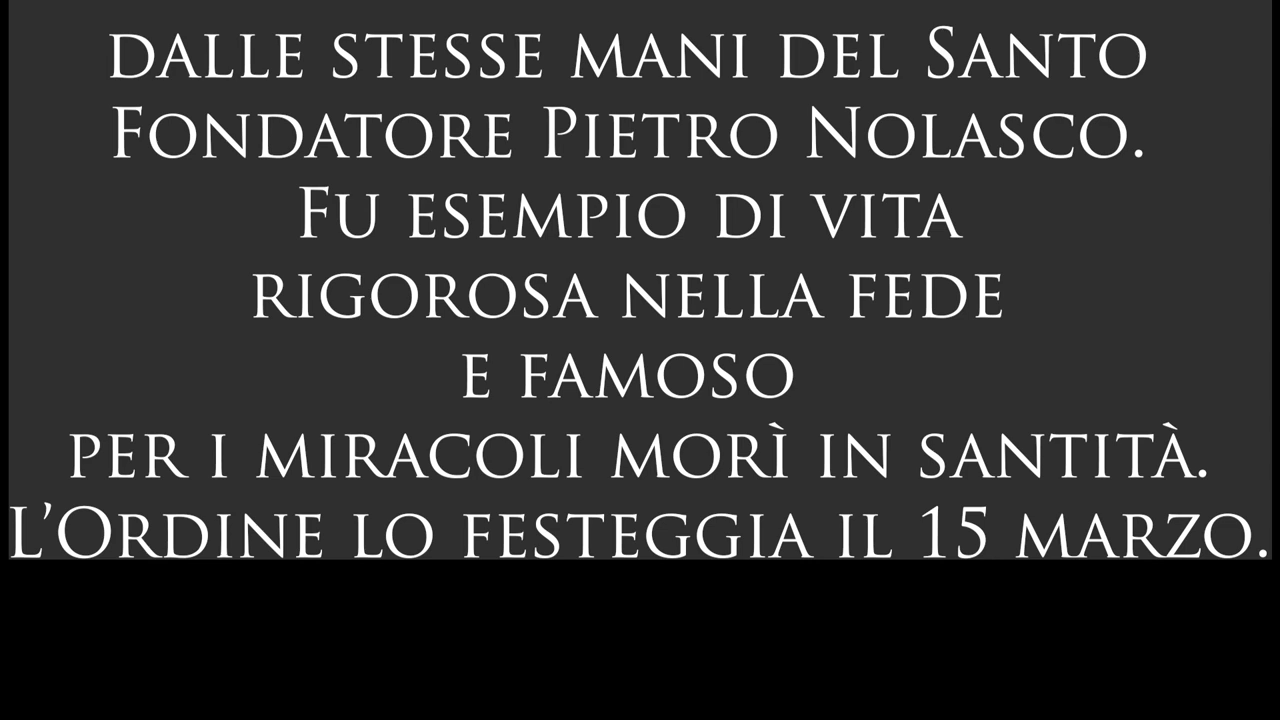 dalle stesse mani del Santo
Fondatore Pietro Nolasco.
Fu esempio di vita
rigorosa nella fede
e famoso
per i miracoli morì in santità.
L’Ordine lo festeggia il 15 marzo.